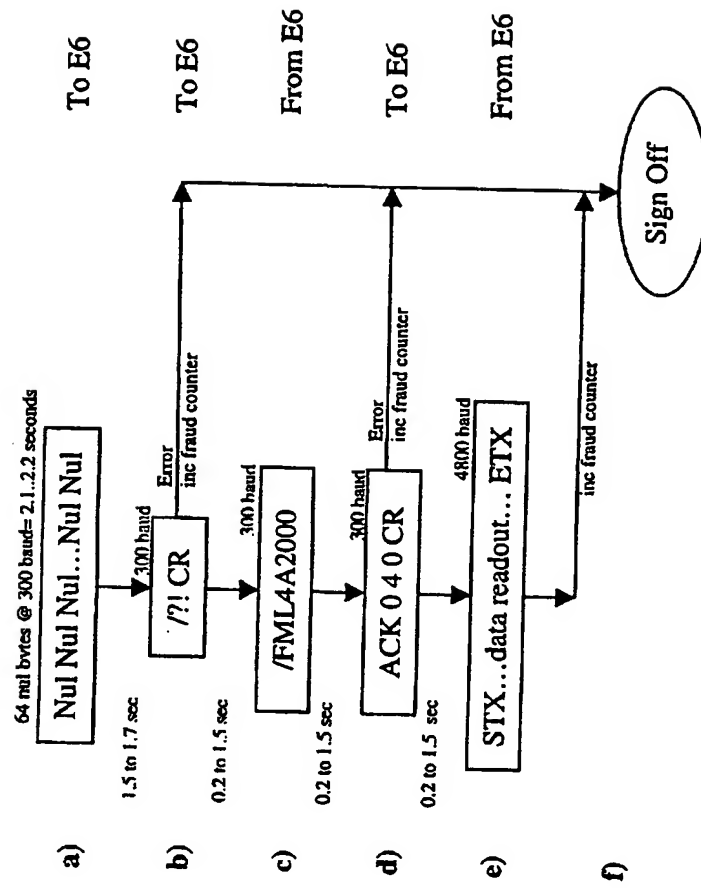 64 nul bytes @ 300 baud= 2.1..2.2 seconds
a)
Nul Nul Nul...Nul Nul
To E6
1.5 to 1.7 sec
300 baud
Error
inc fraud counter
b)
/?! CR
To E6
0.2 to 1.5 sec
300 baud
c)
/FML4A2000
From E6
0.2 to 1.5 sec
300 baud
Error
inc fraud counter
d)
ACK 0 4 0 CR
To E6
0.2 to 1.5 sec
4800 baud
e)
STX...data readout... ETX
From E6
inc fraud counter
f)
Sign Off